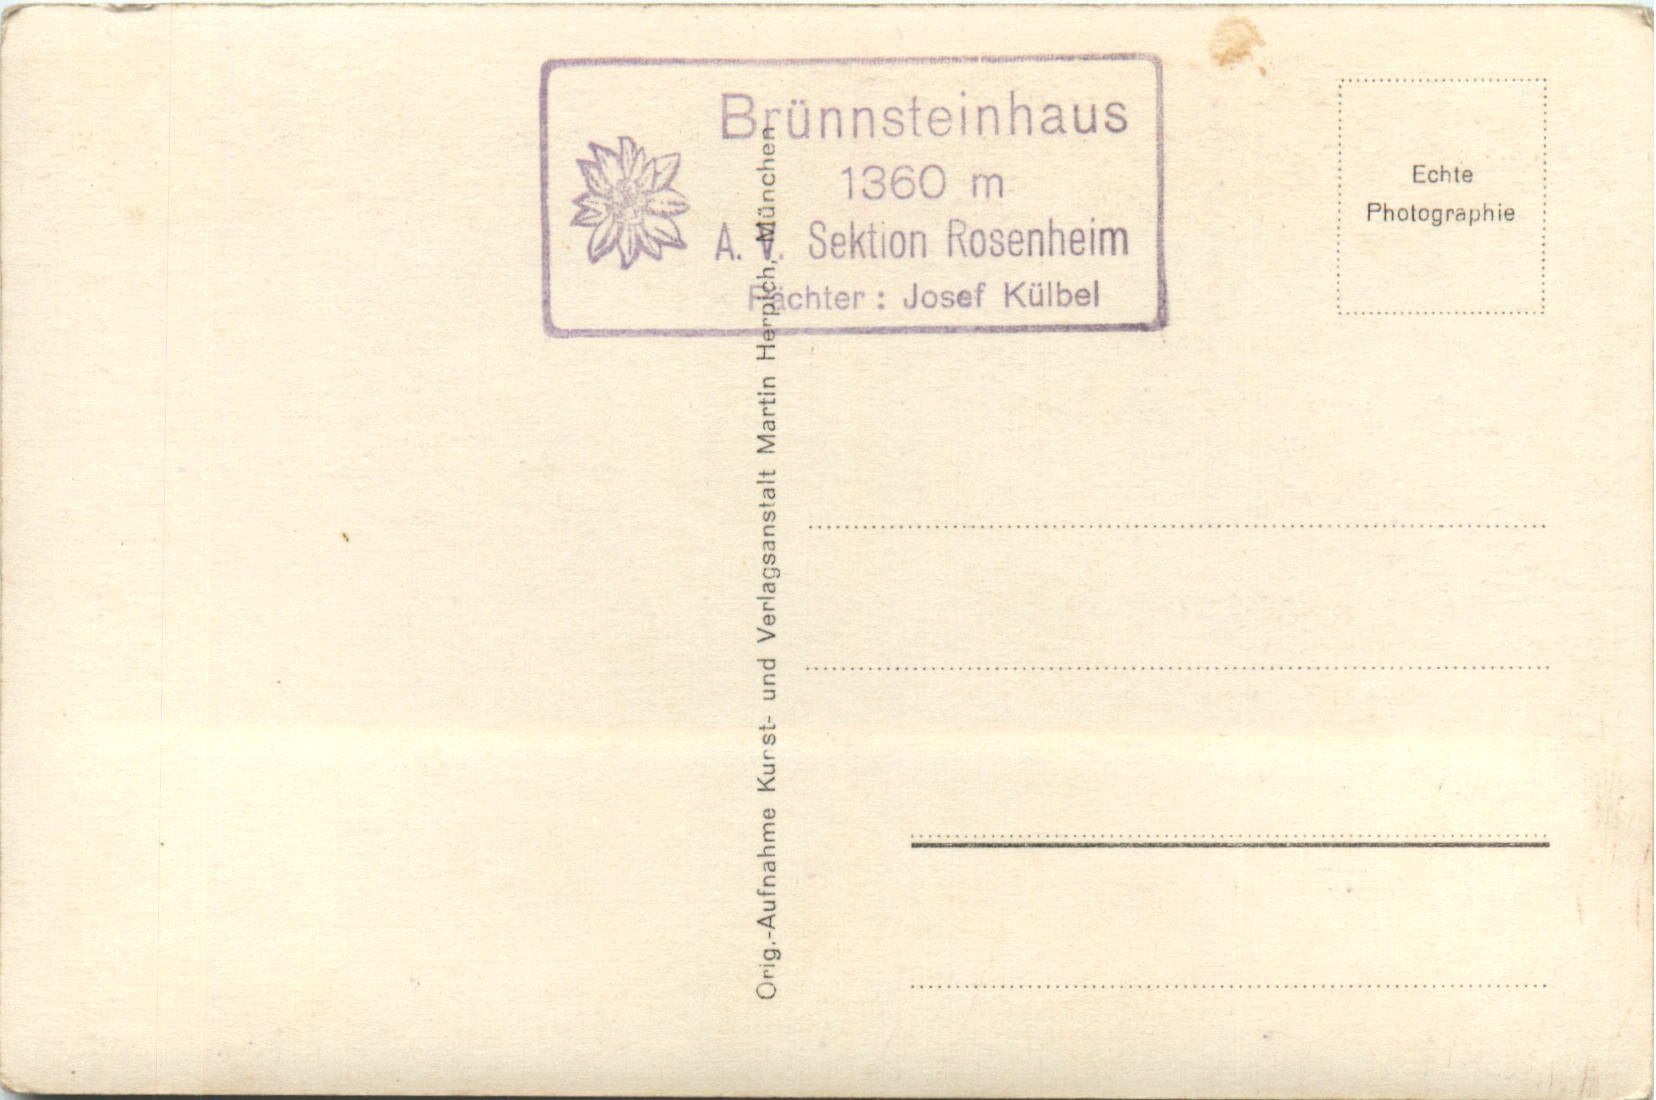 Brünnsteinhaus
1360 m
A. V. Sektion Rosenheim
Pächter: Josef Külbel
Echte
Photographie
Orig.-Aufnahme Kunst- und Verlagsanstalt Martin Herpich, München